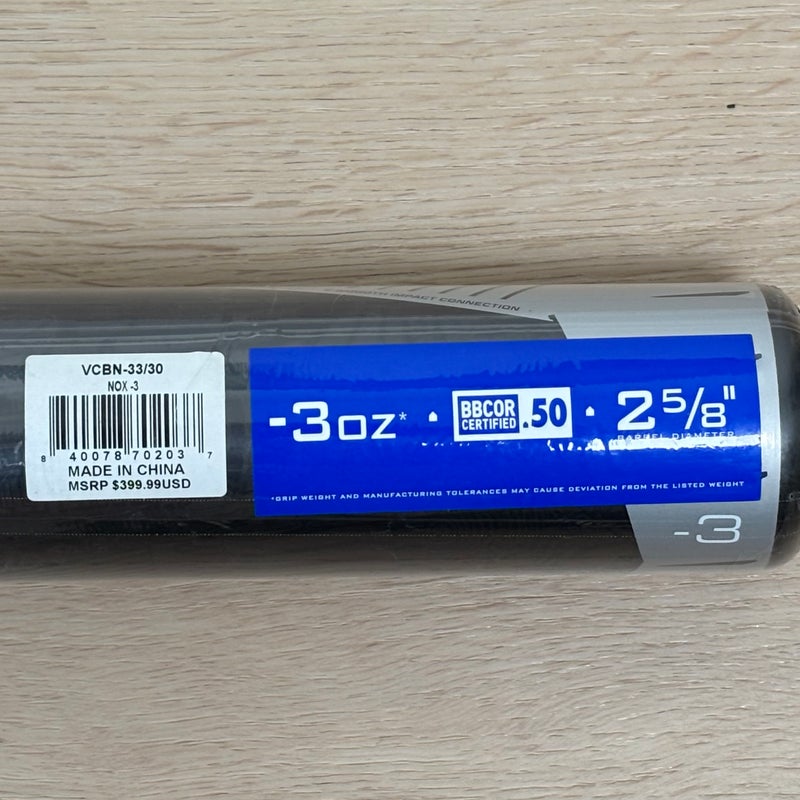 IMPACT CONNECTION
VCBN-33/30
NOX -3
8 40078 70203 7
MADE IN CHINA
MSRP $399.99USD
-3 oz*
BBCOR
CERTIFIED .50
2 5/8"
BARREL DIAMETER
*GRIP WEIGHT AND MANUFACTURING TOLERANCES MAY CAUSE DEVIATION FROM THE LISTED WEIGHT
-3